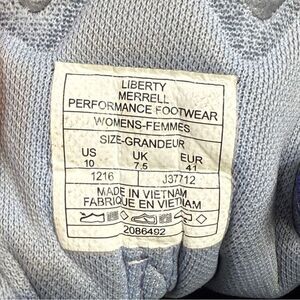 LIBERTY
MERRELL
PERFORMANCE FOOTWEAR
WOMENS-FEMMES
SIZE-GRANDEUR
US UK EUR
10 7.5 41
1216 J37712
MADE IN VIETNAM
FABRIQUE EN VIETNAM
2086492